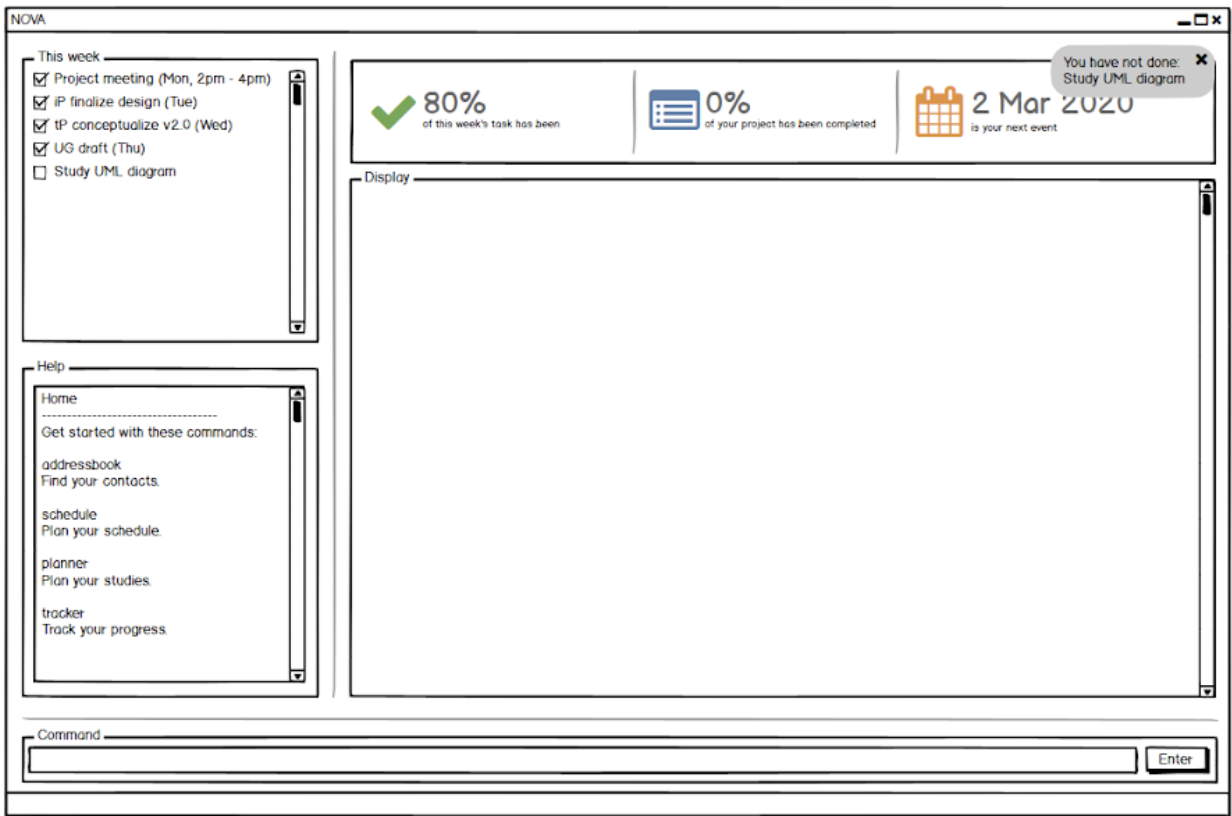 NOVA
This week
Project meeting (Mon, 2pm - 4pm)
iP finalize design (Tue)
tP conceptualize v2.0 (Wed)
UG draft (Thu)
Study UML diagram
80%
of this week's task has been
0%
of your project has been completed
2 Mar 2020
is your next event
You have not done:
Study UML diagram
Display
Help
Home
-----------------------------------
Get started with these commands:
addressbook
Find your contacts.
schedule
Plan your schedule.
planner
Plan your studies.
tracker
Track your progress.
Command
Enter